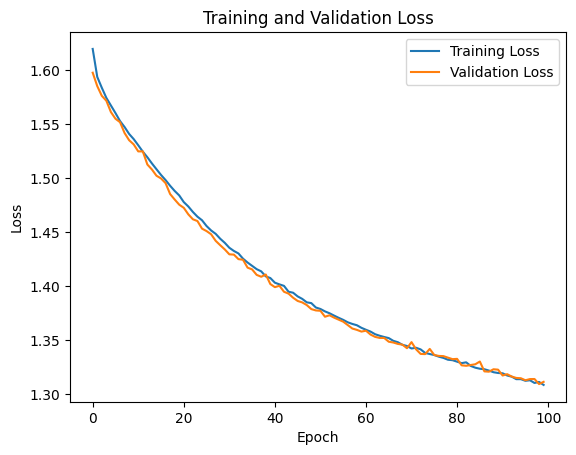 Training and Validation Loss
Training Loss
Validation Loss
Loss
1.60
1.55
1.50
1.45
1.40
1.35
1.30
0 20 40 60 80 100
Epoch